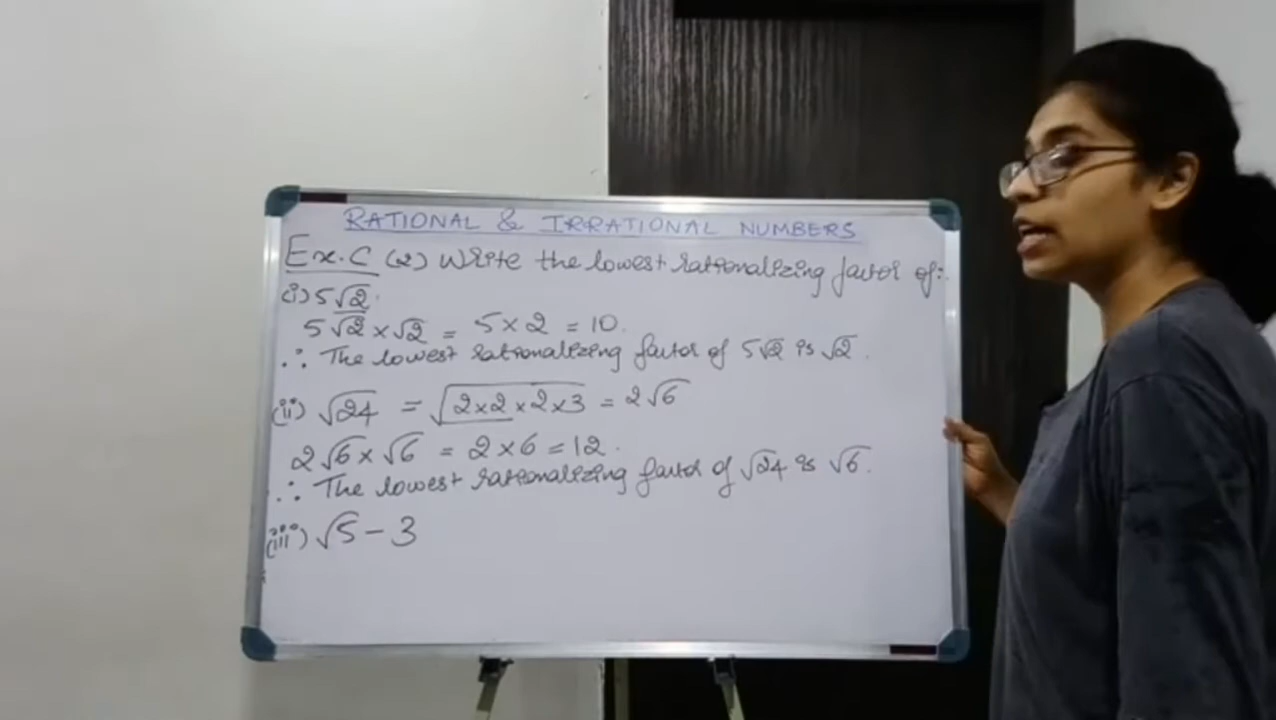 RATIONAL & IRRATIONAL NUMBERS
Ex.C (2) Write the lowest rationalizing factor of:
(i) 5√2
5√2 × √2 = 5 × 2 = 10.
∴ The lowest rationalizing factor of 5√2 is √2.
(ii) √24 = √2×2×2×3 = 2√6
2√6 × √6 = 2 × 6 = 12.
∴ The lowest rationalizing factor of √24 is √6.
(iii) √5 - 3